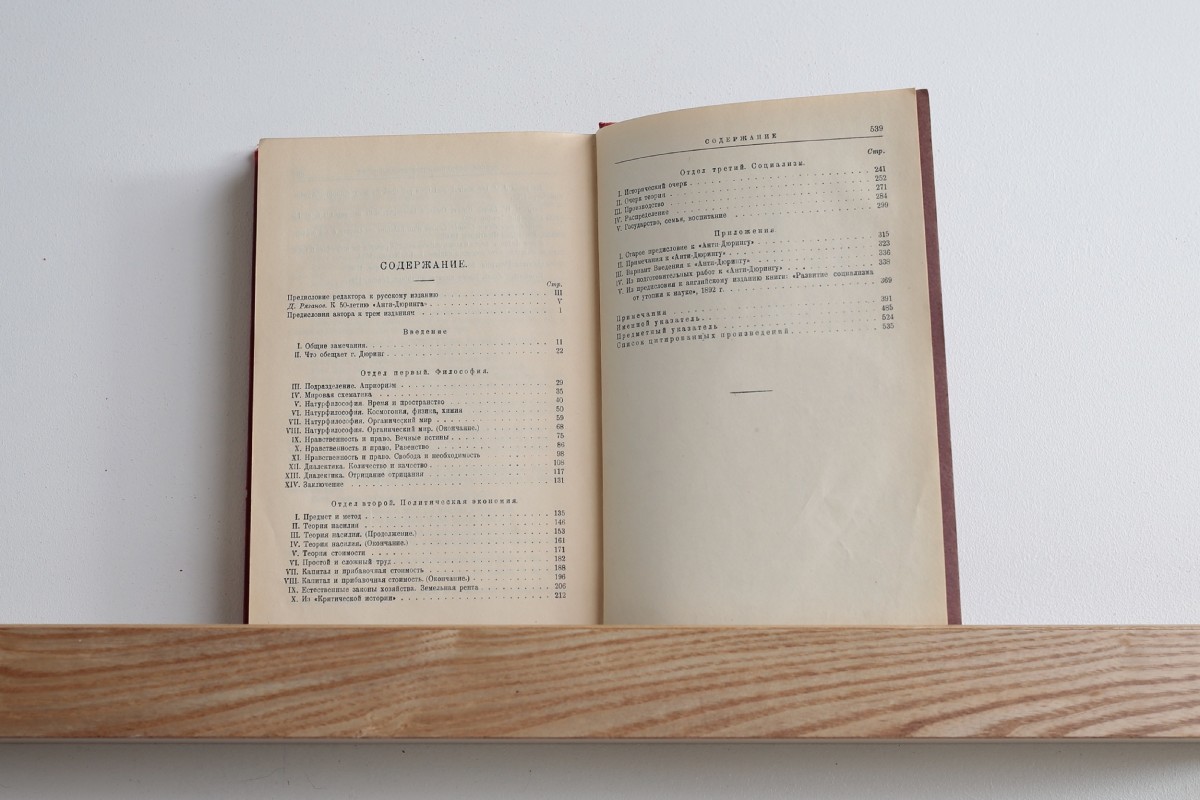 СОДЕРЖАНИЕ.
Стр.
Предисловие редактора к русскому изданию III
Д. Рязанов. К 50-летию «Анти-Дюринга» V
Предисловия автора к трем изданиям 1
Введение
I. Общие замечания. 11
II. Что обещает г. Дюринг 22
Отдел первый. Философия.
III. Подразделение. Априоризм 29
IV. Мировая схематика 35
V. Натурфилософия. Время и пространство 40
VI. Натурфилософия. Космогония, физика, химия 50
VII. Натурфилософия. Органический мир 59
VIII. Натурфилософия. Органический мир. (Окончание.) 68
IX. Нравственность и право. Вечные истины 75
X. Нравственность и право. Равенство 86
XI. Нравственность и право. Свобода и необходимость 98
XII. Диалектика. Количество и качество 108
XIII. Диалектика. Отрицание отрицания 117
XIV. Заключение 131
Отдел второй. Политическая экономия.
I. Предмет и метод 135
II. Теория насилия 146
III. Теория насилия. (Продолжение.) 153
IV. Теория насилия. (Окончание.) 161
V. Теория стоимости 171
VI. Простой и сложный труд 182
VII. Капитал и прибавочная стоимость 188
VIII. Капитал и прибавочная стоимость. (Окончание.) 196
IX. Естественные законы хозяйства. Земельная рента 206
X. Из «Критической истории» 212
СОДЕРЖАНИЕ 539
Стр.
Отдел третий. Социализм.
I. Исторический очерк 241
II. Очерк теории 252
III. Производство 271
IV. Распределение 284
V. Государство, семья, воспитание 299
Приложения
I. Старое предисловие к «Анти-Дюрингу» 315
II. Примечания к «Анти-Дюрингу» 323
III. Вариант Введения к «Анти-Дюрингу» 336
IV. Из подготовительных работ к «Анти-Дюрингу» 338
V. Из предисловия к английскому изданию книги: «Развитие социализма
от утопии к науке», 1892 г. 369
Примечания 391
Именной указатель 485
Предметный указатель 524
Список цитированных произведений 535